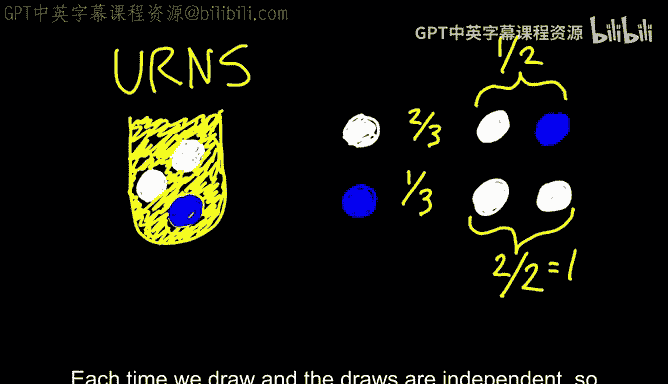 GPT中英字幕课程资源@bilibili.com
GPT中英字幕课程资源 bilibili
URNS
1/2
2/3
1/3
2/2=1
Each time we draw and the draws are independent, so